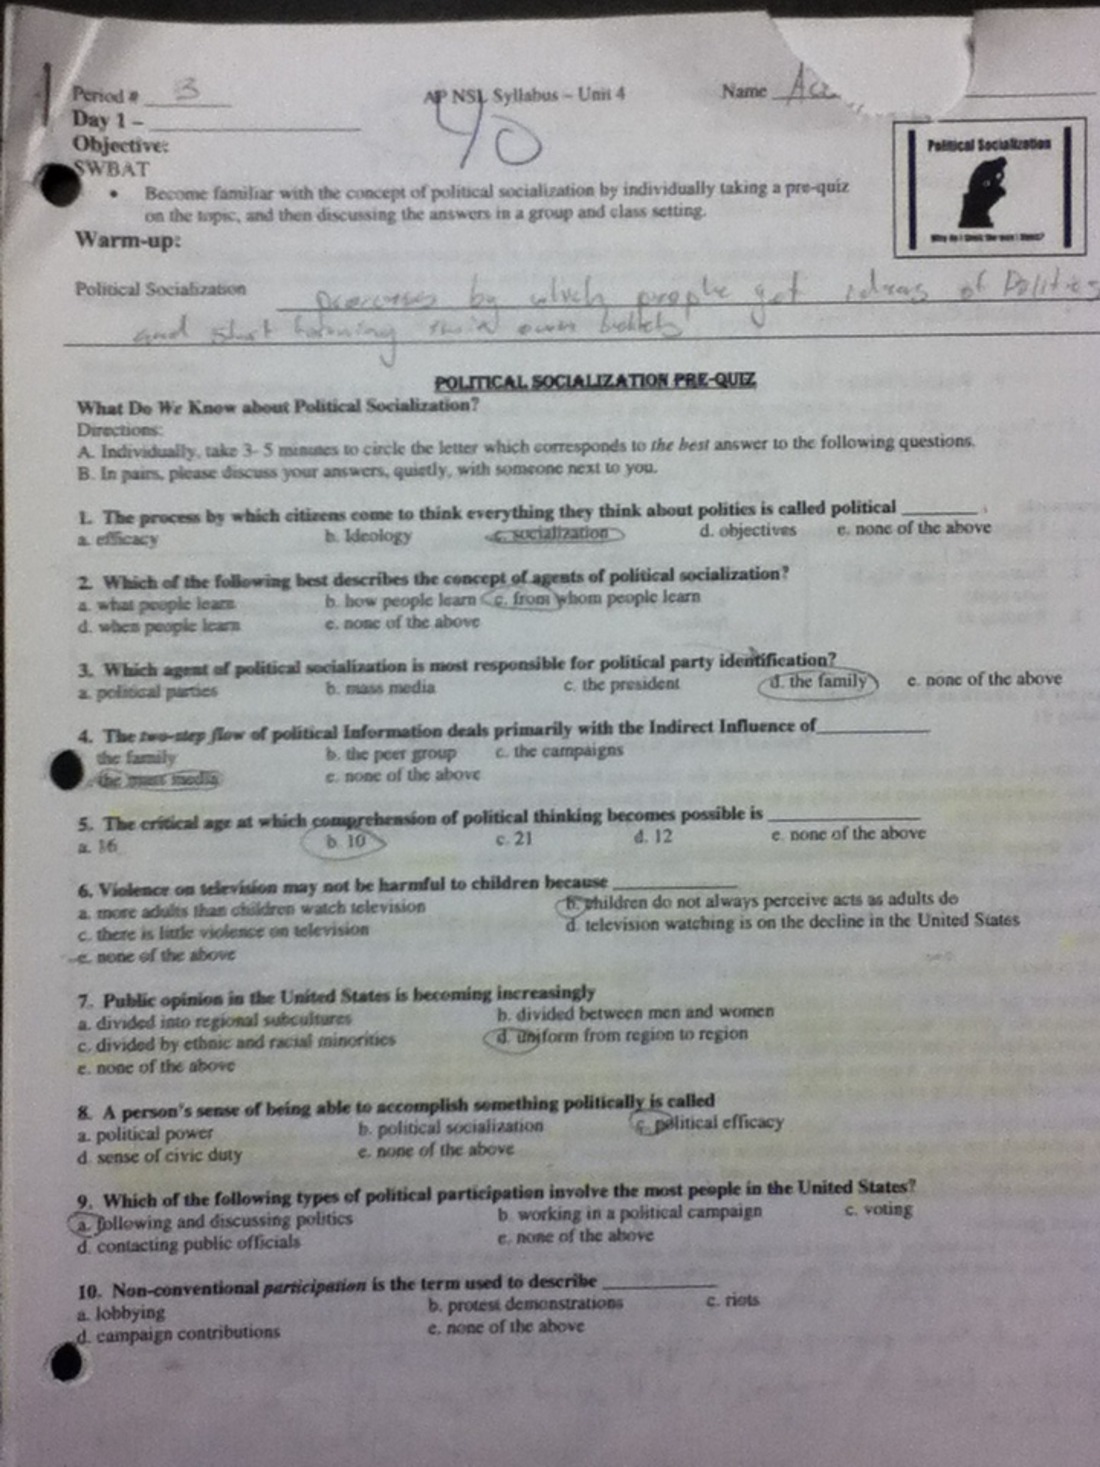 Period # 3 AP NSL Syllabus – Unit 4 Name
Day 1 –
40
Objective:
SWBAT
Political Socialization
• Become familiar with the concept of political socialization by individually taking a pre-quiz
on the topic, and then discussing the answers in a group and class setting.
Why do I think the way I think?
Warm-up:
Political Socialization processes by which people get ideas of Politics
and start forming their own beliefs
POLITICAL SOCIALIZATION PRE-QUIZ
What Do We Know about Political Socialization?
Directions:
A. Individually, take 3- 5 minutes to circle the letter which corresponds to the best answer to the following questions.
B. In pairs, please discuss your answers, quietly, with someone next to you.
1. The process by which citizens come to think everything they think about politics is called political ________.
a. efficacy b. Ideology c. socialization d. objectives e. none of the above
2. Which of the following best describes the concept of agents of political socialization?
a. what people learn b. how people learn c. from whom people learn
d. when people learn e. none of the above
3. Which agent of political socialization is most responsible for political party identification?
a. political parties b. mass media c. the president d. the family e. none of the above
4. The two-step flow of political Information deals primarily with the Indirect Influence of____________
the family b. the peer group c. the campaigns
the mass media e. none of the above
5. The critical age at which comprehension of political thinking becomes possible is ________________
a. 16 b. 10 c. 21 d. 12 e. none of the above
6. Violence on television may not be harmful to children because _____________
a. more adults than children watch television b. children do not always perceive acts as adults do
c. there is little violence on television d. television watching is on the decline in the United States
e. none of the above
7. Public opinion in the United States is becoming increasingly
a. divided into regional subcultures b. divided between men and women
c. divided by ethnic and racial minorities d. uniform from region to region
e. none of the above
8. A person's sense of being able to accomplish something politically is called
a. political power b. political socialization c. political efficacy
d. sense of civic duty e. none of the above
9. Which of the following types of political participation involve the most people in the United States?
a. following and discussing politics b. working in a political campaign c. voting
d. contacting public officials e. none of the above
10. Non-conventional participation is the term used to describe ____________
a. lobbying b. protest demonstrations c. riots
d. campaign contributions e. none of the above